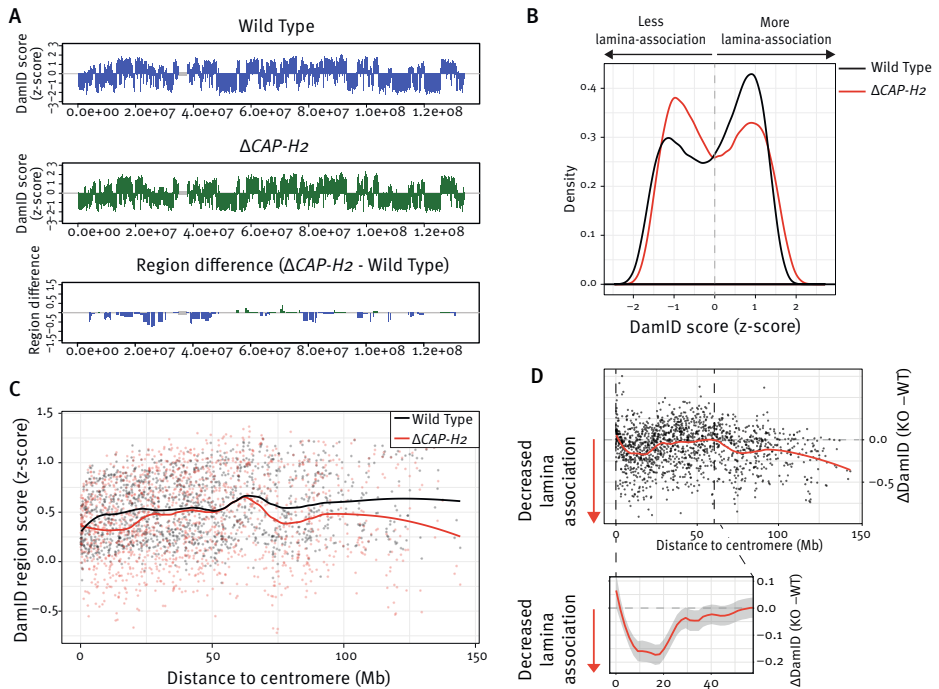 A
Wild Type
DamID score
(z-score)
−3−2−1 0 1 2 3
0.0e+00 2.0e+07 4.0e+07 6.0e+07 8.0e+07 1.0e+08 1.2e+08
ΔCAP-H2
DamID score
(z-score)
−3−2−1 0 1 2 3
0.0e+00 2.0e+07 4.0e+07 6.0e+07 8.0e+07 1.0e+08 1.2e+08
Region difference (ΔCAP-H2 - Wild Type)
Region difference
−1.5 −0.5 0.5 1.5
0.0e+00 2.0e+07 4.0e+07 6.0e+07 8.0e+07 1.0e+08 1.2e+08
B
Less
lamina-association
More
lamina-association
Wild Type
ΔCAP-H2
Density
0.4
0.3
0.2
0.1
0.0
−2 −1 0 1 2
DamID score (z-score)
C
Wild Type
ΔCAP-H2
DamID region score (z-score)
1.5
1.0
0.5
0.0
−0.5
0 50 100 150
Distance to centromere (Mb)
D
Decreased
lamina
association
0.0
−0.5
ΔDamID (KO −WT)
0 25 50 75 100 125 150
Distance to centromere (Mb)
Decreased
lamina
association
0.1
0.0
−0.1
−0.2
ΔDamID (KO −WT)
0 20 40